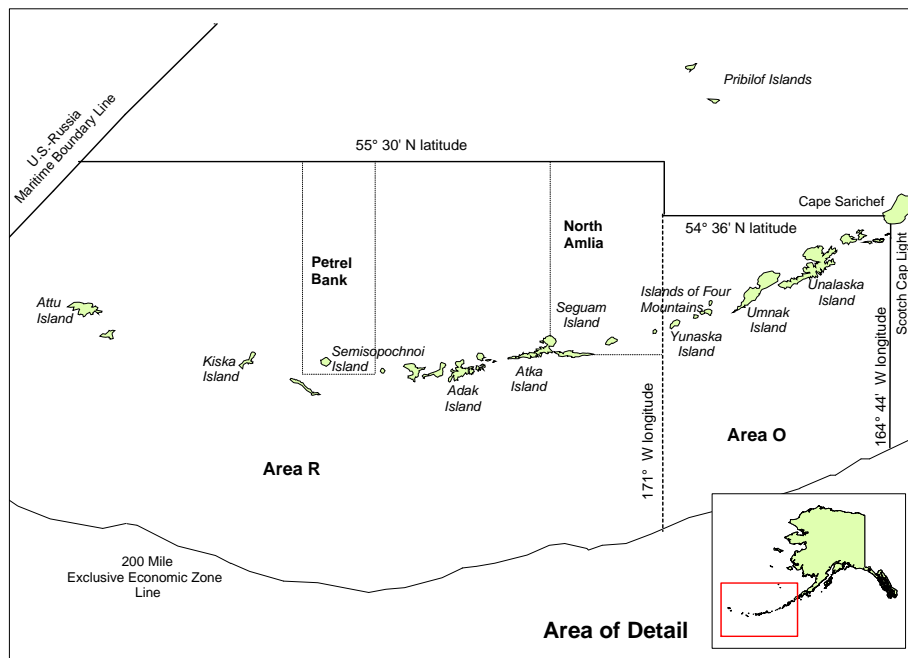 Pribilof Islands
U.S.-Russia
Maritime Boundary Line
55° 30' N latitude
Cape Sarichef
54° 36' N latitude
Scotch Cap Light
North
Amlia
Petrel
Bank
Attu
Island
Kiska
Island
Semisopochnoi
Island
Adak
Island
Atka
Island
Seguam
Island
Islands of Four
Mountains
Yunaska
Island
Umnak
Island
Unalaska
Island
164° 44' W longitude
171° W longitude
Area R
Area O
200 Mile
Exclusive Economic Zone
Line
Area of Detail